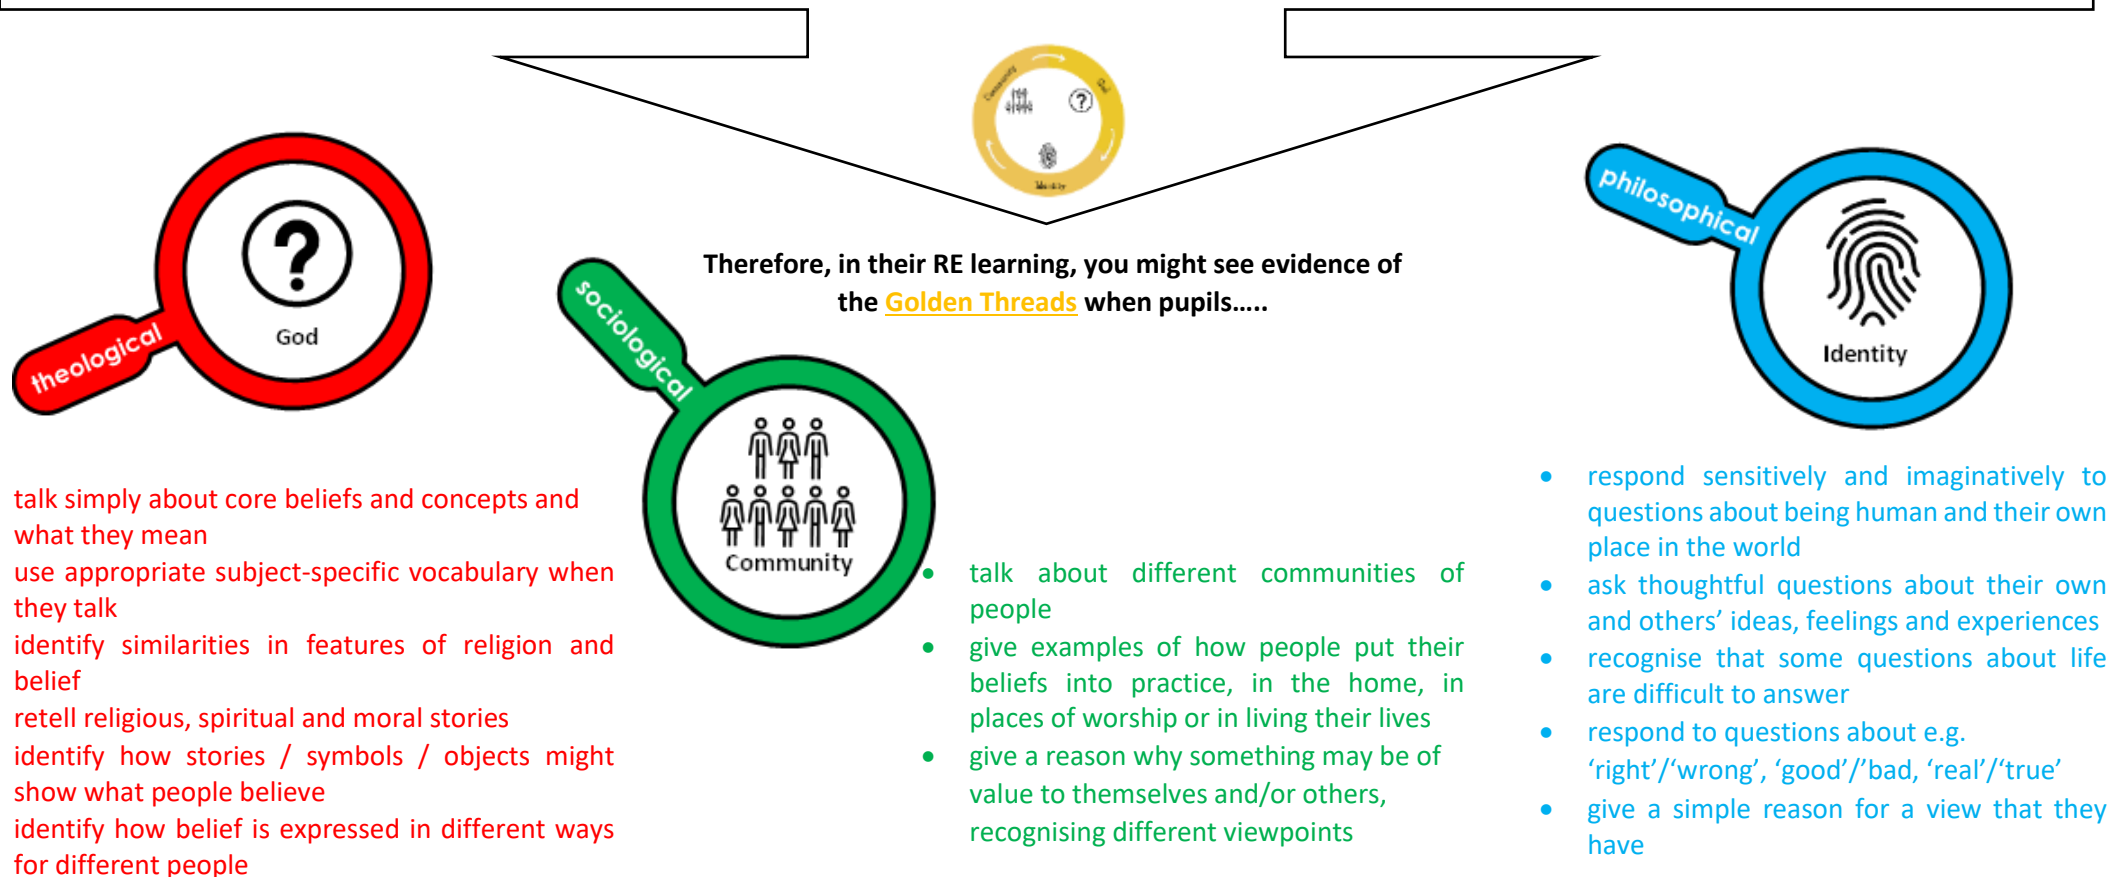 Community
God
Identity
Therefore, in their RE learning, you might see evidence of
the Golden Threads when pupils…..
theological
God
talk simply about core beliefs and concepts and
what they mean
use appropriate subject-specific vocabulary when
they talk
identify similarities in features of religion and
belief
retell religious, spiritual and moral stories
identify how stories / symbols / objects might
show what people believe
identify how belief is expressed in different ways
for different people
sociological
Community
• talk about different communities of
people
• give examples of how people put their
beliefs into practice, in the home, in
places of worship or in living their lives
• give a reason why something may be of
value to themselves and/or others,
recognising different viewpoints
philosophical
Identity
• respond sensitively and imaginatively to
questions about being human and their own
place in the world
• ask thoughtful questions about their own
and others’ ideas, feelings and experiences
• recognise that some questions about life
are difficult to answer
• respond to questions about e.g.
‘right’/‘wrong’, ‘good’/’bad, ‘real’/‘true’
• give a simple reason for a view that they
have